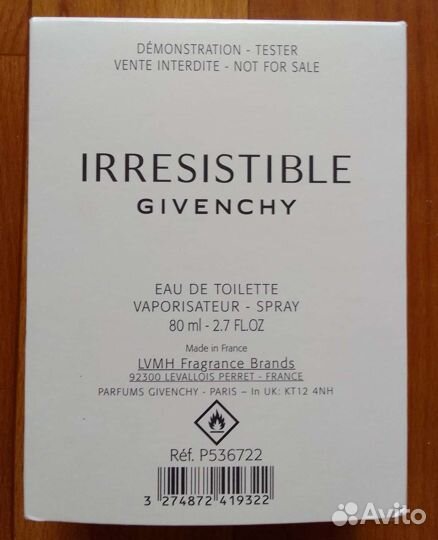 DÉMONSTRATION - TESTER
VENTE INTERDITE - NOT FOR SALE
IRRESISTIBLE
GIVENCHY
EAU DE TOILETTE
VAPORISATEUR - SPRAY
80 ml - 2.7 FL.OZ
Made in France
LVMH Fragrance Brands
92300 LEVALLOIS PERRET - FRANCE
PARFUMS GIVENCHY - PARIS – In UK: KT12 4NH
Réf. P536722
3 274872 419322
Avito